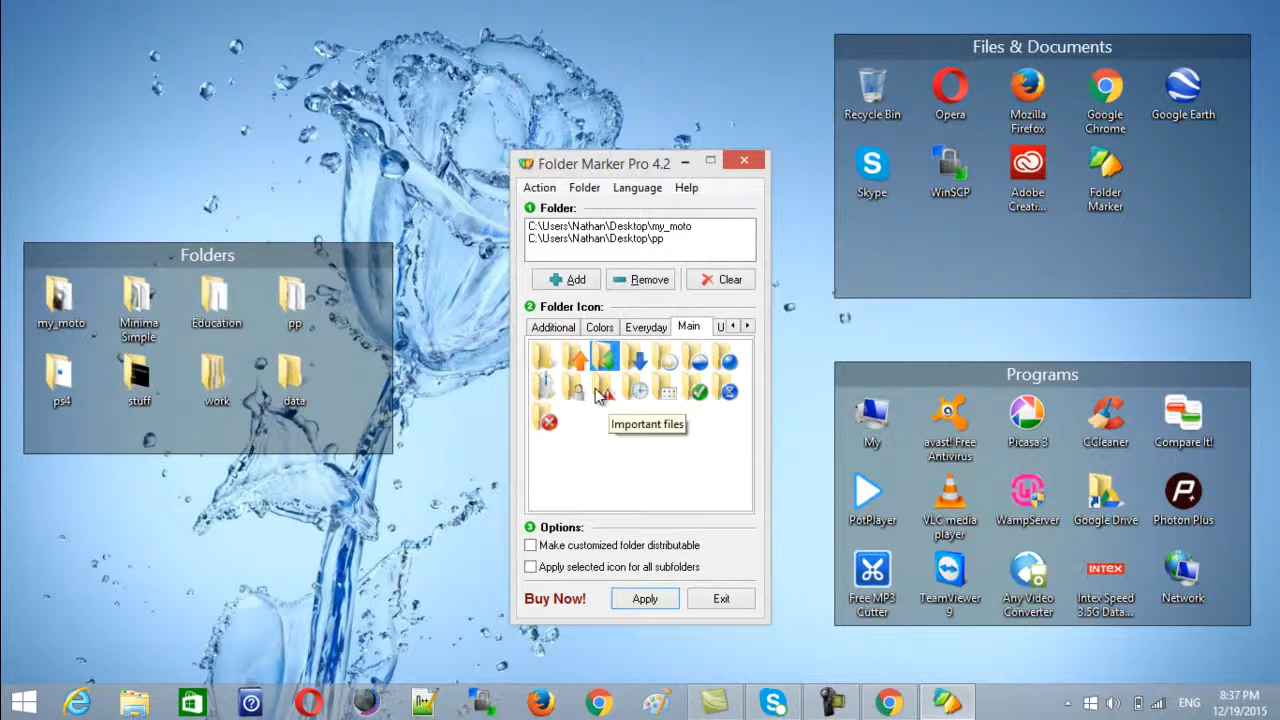 Folders
my_moto
Minima
Simple
Education
pp
ps4
stuff
work
data
Folder Marker Pro 4.2
Action Folder Language Help
1 Folder:
C:\Users\Nathan\Desktop\my_moto
C:\Users\Nathan\Desktop\pp
Add Remove Clear
2 Folder Icon:
Additional Colors Everyday Main U
Important files
3 Options:
Make customized folder distributable
Apply selected icon for all subfolders
Buy Now! Apply Exit
Files & Documents
Recycle Bin
Opera
Mozilla
Firefox
Google
Chrome
Google Earth
Skype
WinSCP
Adobe
Creati...
Folder
Marker
Programs
My
avast! Free
Antivirus
Picasa 3
CCleaner
Compare It!
PotPlayer
VLC media
player
WampServer
Google Drive
Photon Plus
Free MP3
Cutter
TeamViewer
9
Any Video
Converter
INTEX
Intex Speed
3.5G Data...
Network
ENG
8:37 PM
12/19/2015